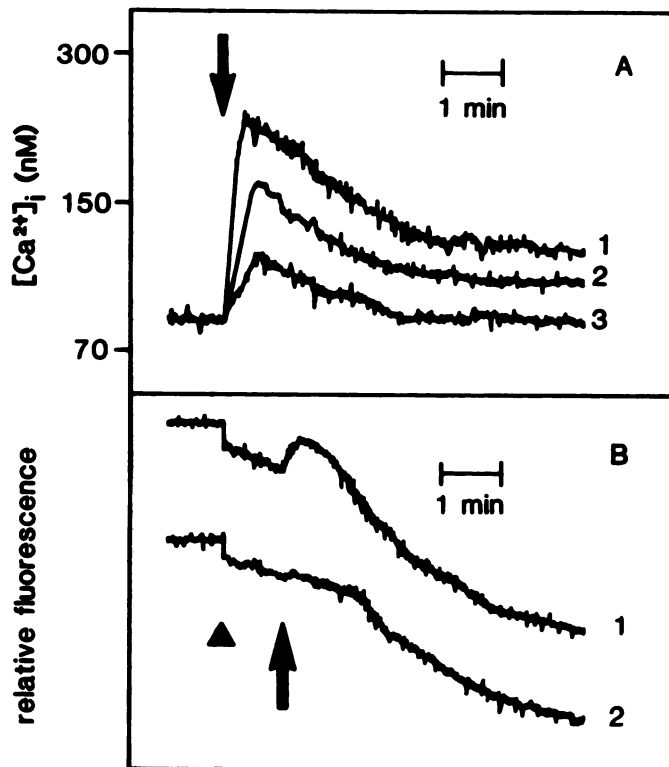 300
A
1 min
[Ca²⁺]ᵢ (nM)
150
1
2
3
70
B
1 min
relative fluorescence
1
2